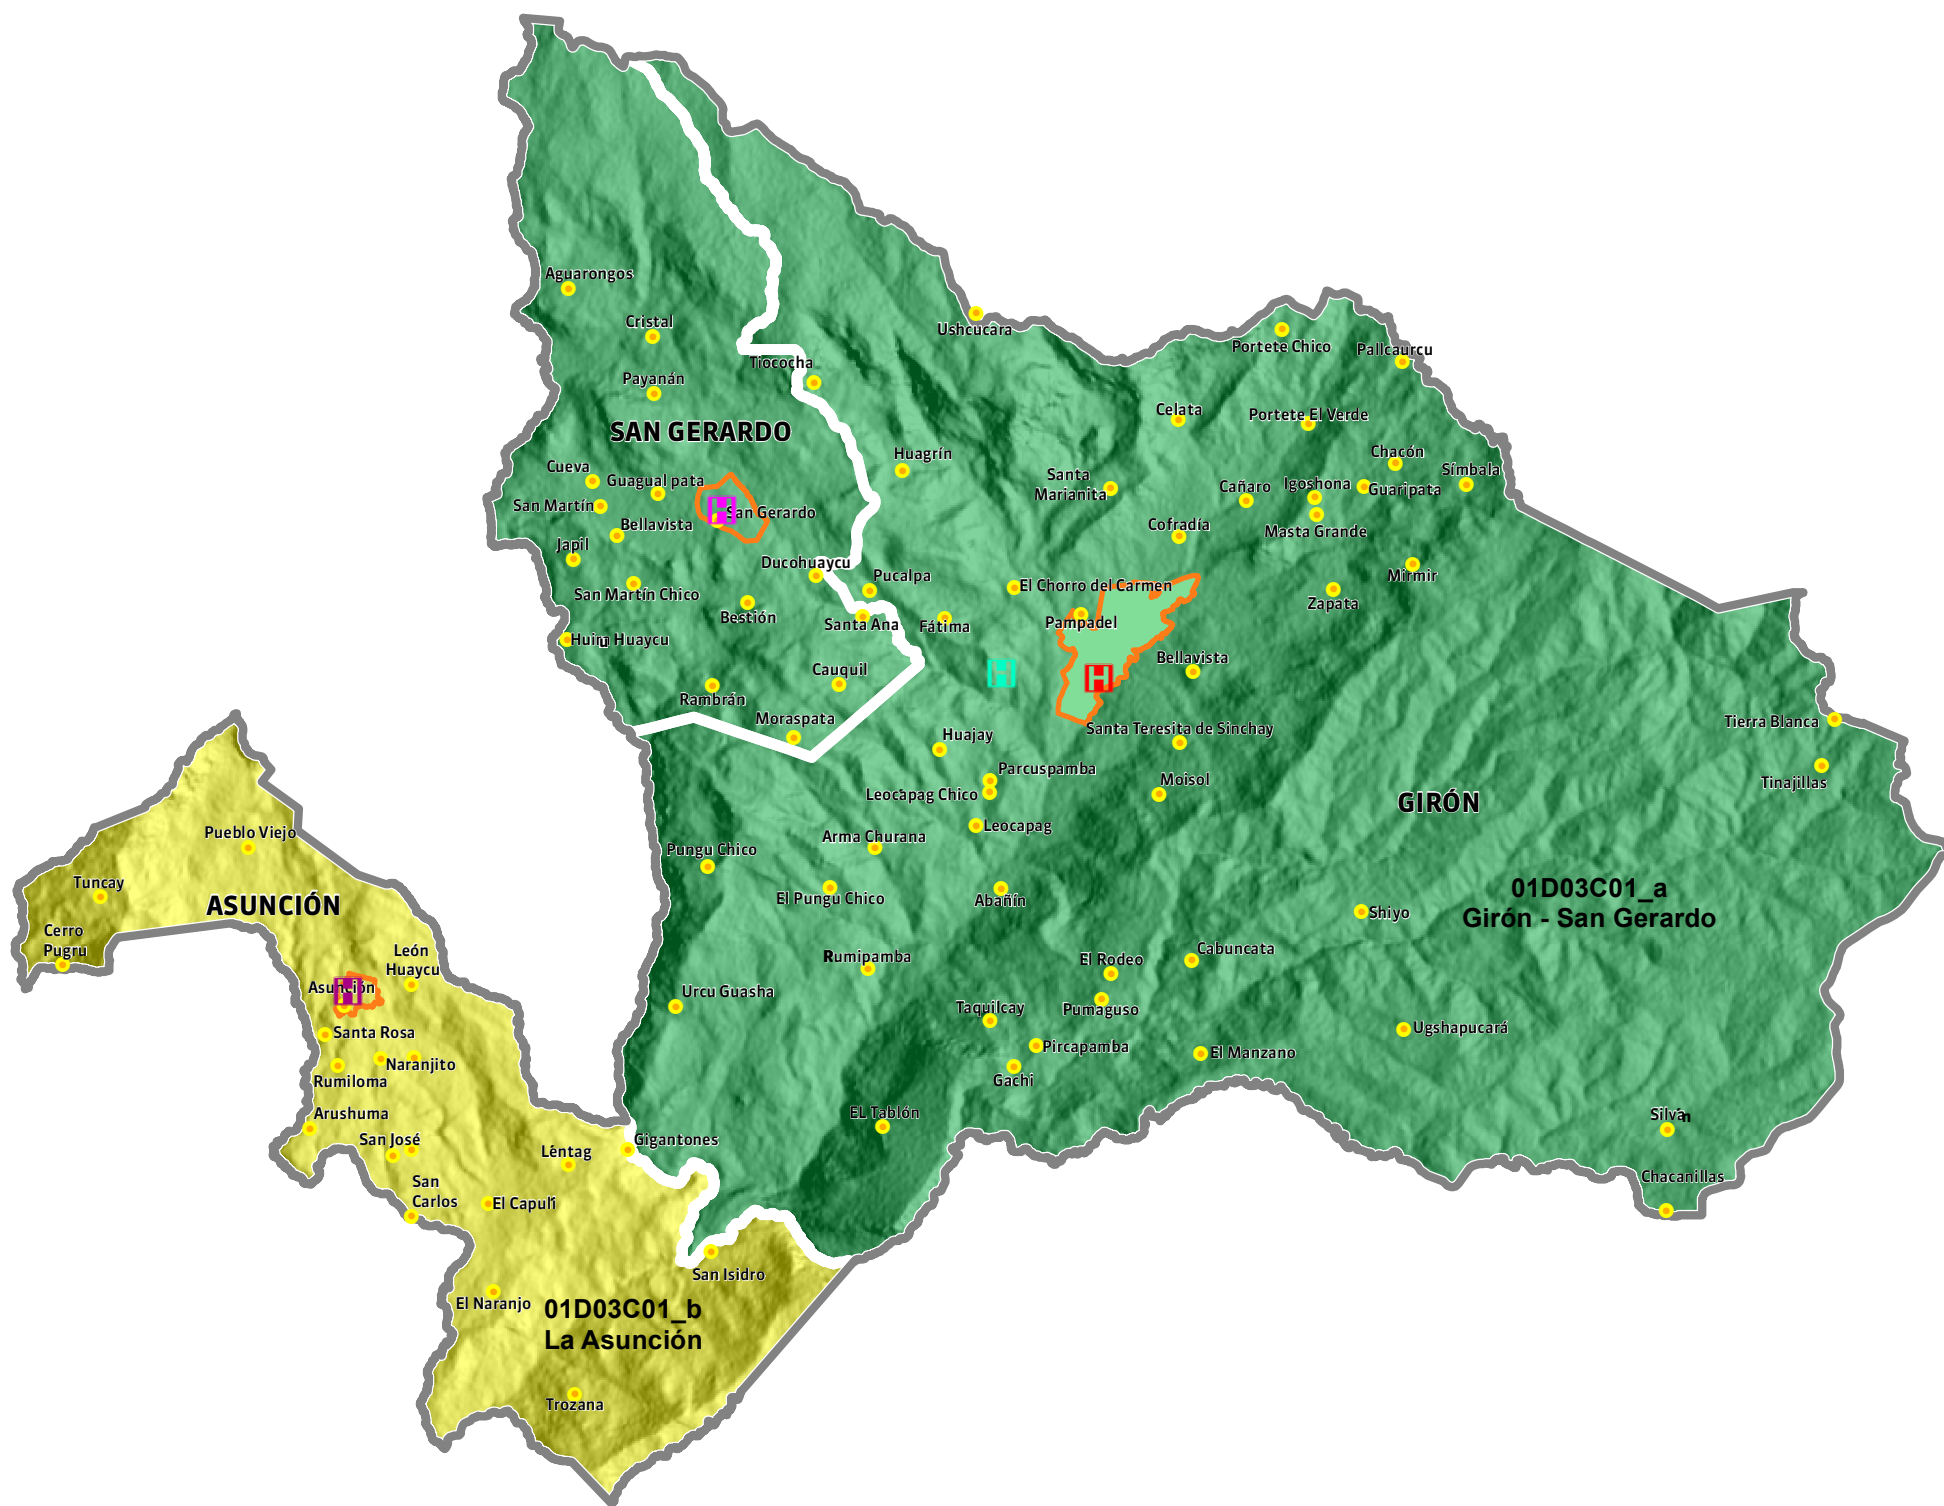 Aguarongos
Ushcucara
Cristal
Portete Chico
Pallcaurcu
Tiococha
Payanán
Celata
Portete El Verde
SAN GERARDO
Huagrín
Chacón
Cueva
Guagual pata
Santa
Marianita
Cañaro
Igoshona
Guaripata
Símbala
San Martín
San Gerardo
Bellavista
Cofradía
Masta Grande
Japil
Ducohuaycu
Pucalpa
El Chorro del Carmen
Mirmir
San Martín Chico
Zapata
Bestión
Santa Ana
Fátima
Pampadel
Huaycu
H
H
H
Cauquil
Bellavista
Rambrán
Moraspata
Santa Teresita de Sinchay
Tierra Blanca
Huajay
Parcuspamba
Moisol
Tinajillas
Leocapag Chico
GIRÓN
Leocapag
Pueblo Viejo
Arma Churana
Pungu Chico
Tuncay
El Pungu Chico
Abañín
01D03C01_a
Girón - San Gerardo
ASUNCIÓN
Shiyo
Cerro
Pugru
León
Huaycu
Rumipamba
El Rodeo
Cabuncata
Asunción
H
Urcu Guasha
Taquilcay
Pumaguso
Ugshapucará
Santa Rosa
Pircapamba
El Manzano
Naranjito
Rumiloma
Gachi
Arushuma
EL Tablón
San José
Gigantones
Léntag
San
Carlos
El Capulí
Chacanillas
San Isidro
El Naranjo
01D03C01_b
La Asunción
Trozana